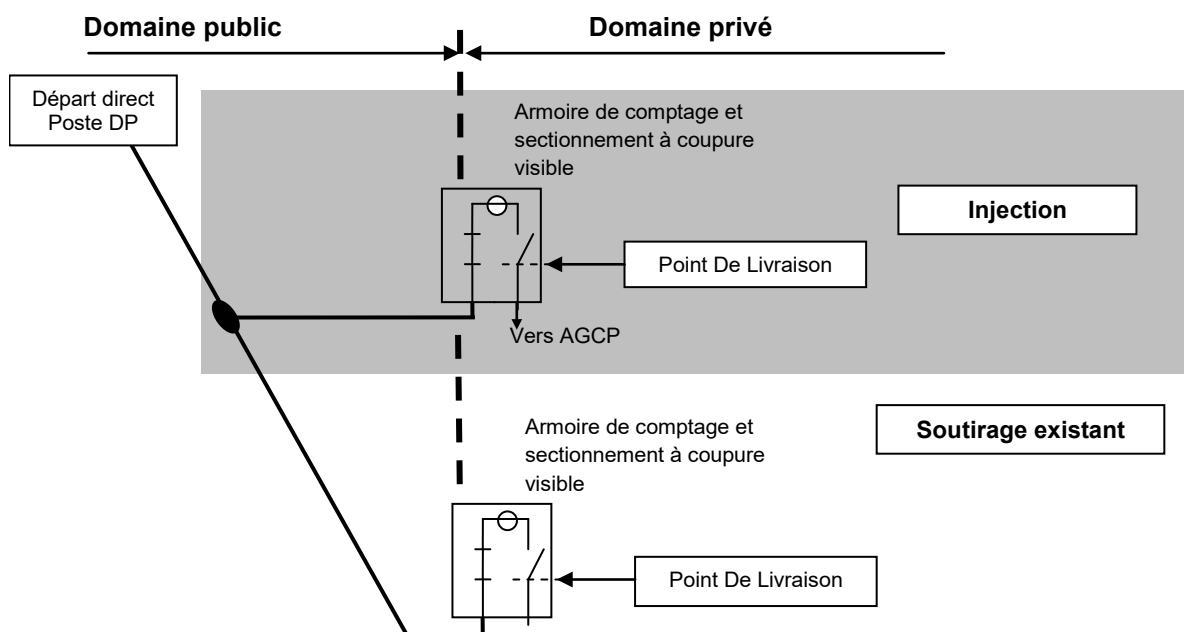 Domaine public
Domaine privé
Départ direct
Poste DP
Armoire de comptage et
sectionnement à coupure
visible
Injection
Point De Livraison
Vers AGCP
Armoire de comptage et
sectionnement à coupure
visible
Soutirage existant
Point De Livraison